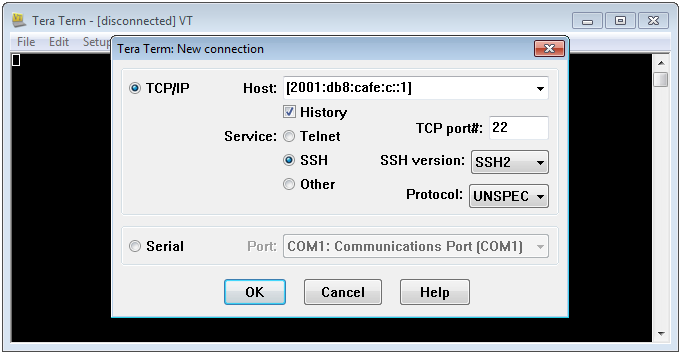 Tera Term - [disconnected] VT
File Edit Setup
Tera Term: New connection
TCP/IP Host: [2001:db8:cafe:c::1]
History
Service: Telnet TCP port#: 22
SSH SSH version: SSH2
Other Protocol: UNSPEC
Serial Port: COM1: Communications Port (COM1)
OK Cancel Help